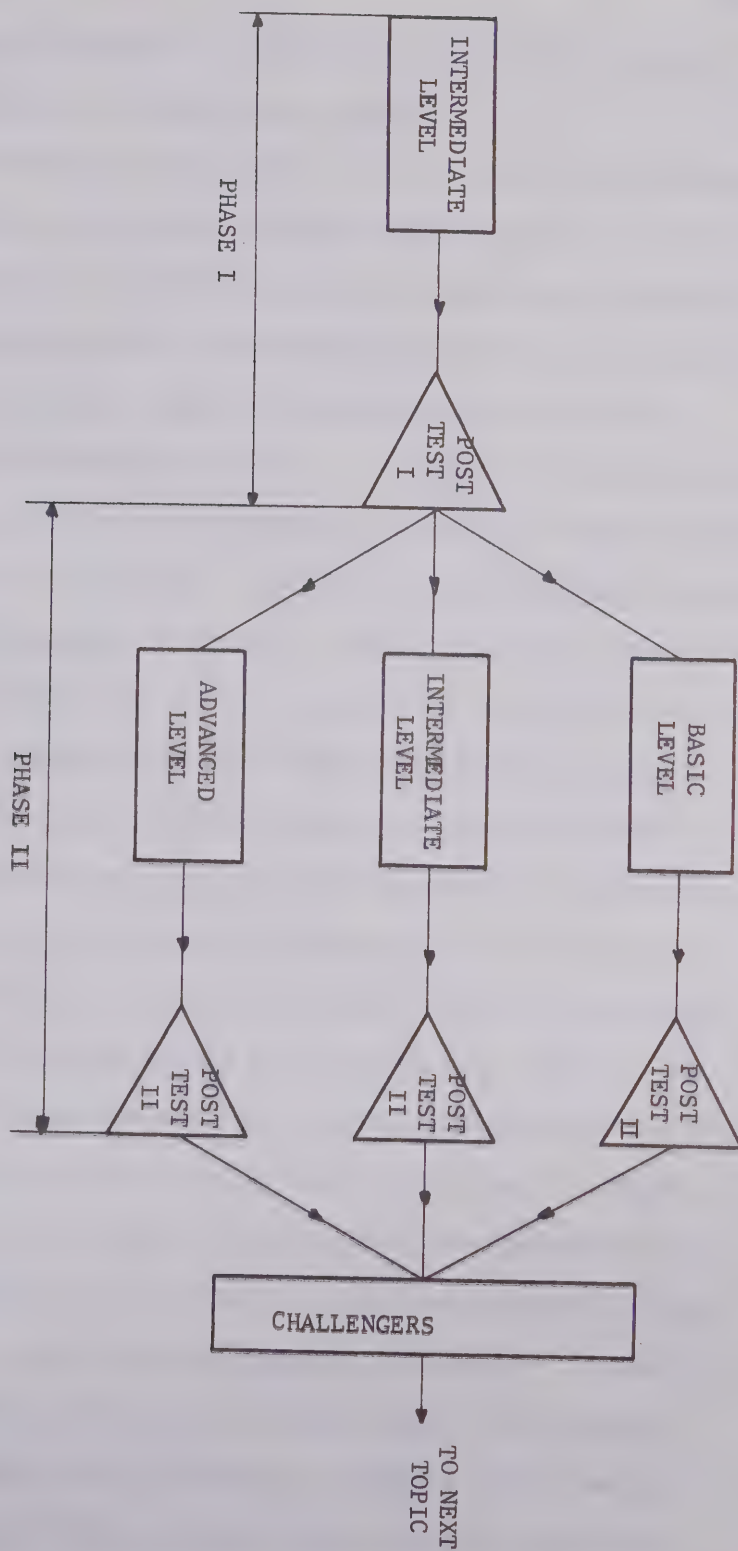 INTERMEDIATE
LEVEL
PHASE I
POST
TEST
I
BASIC
LEVEL
INTERMEDIATE
LEVEL
ADVANCED
LEVEL
PHASE II
POST
TEST
II
POST
TEST
II
POST
TEST
II
CHALLENGERS
TO NEXT
TOPIC